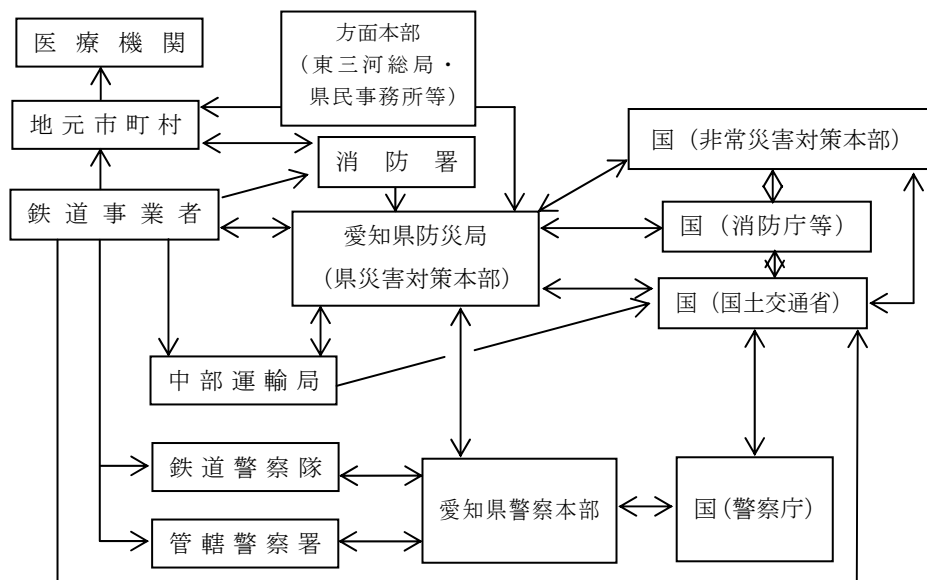 医療機関
方面本部
（東三河総局・
県民事務所等）
地元市町村
国（非常災害対策本部）
消防署
鉄道事業者
愛知県防災局
（県災害対策本部）
国（消防庁等）
国（国土交通省）
中部運輸局
鉄道警察隊
愛知県警察本部
国（警察庁）
管轄警察署